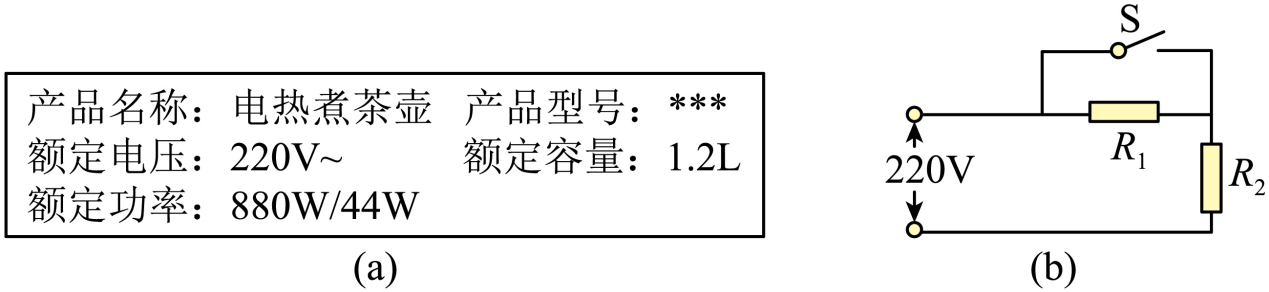 产品名称：电热煮茶壶 产品型号：***
额定电压：220V~ 额定容量：1.2L
额定功率：880W/44W
(a)
S
R1
220V
R2
(b)